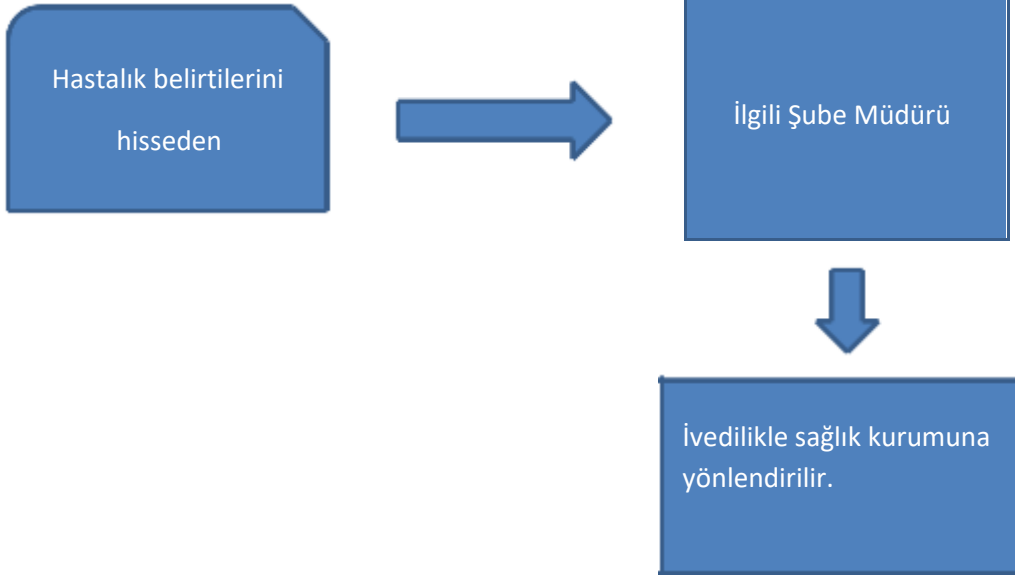 Hastalık belirtilerini
hisseden
İlgili Şube Müdürü
İvedilikle sağlık kurumuna
yönlendirilir.